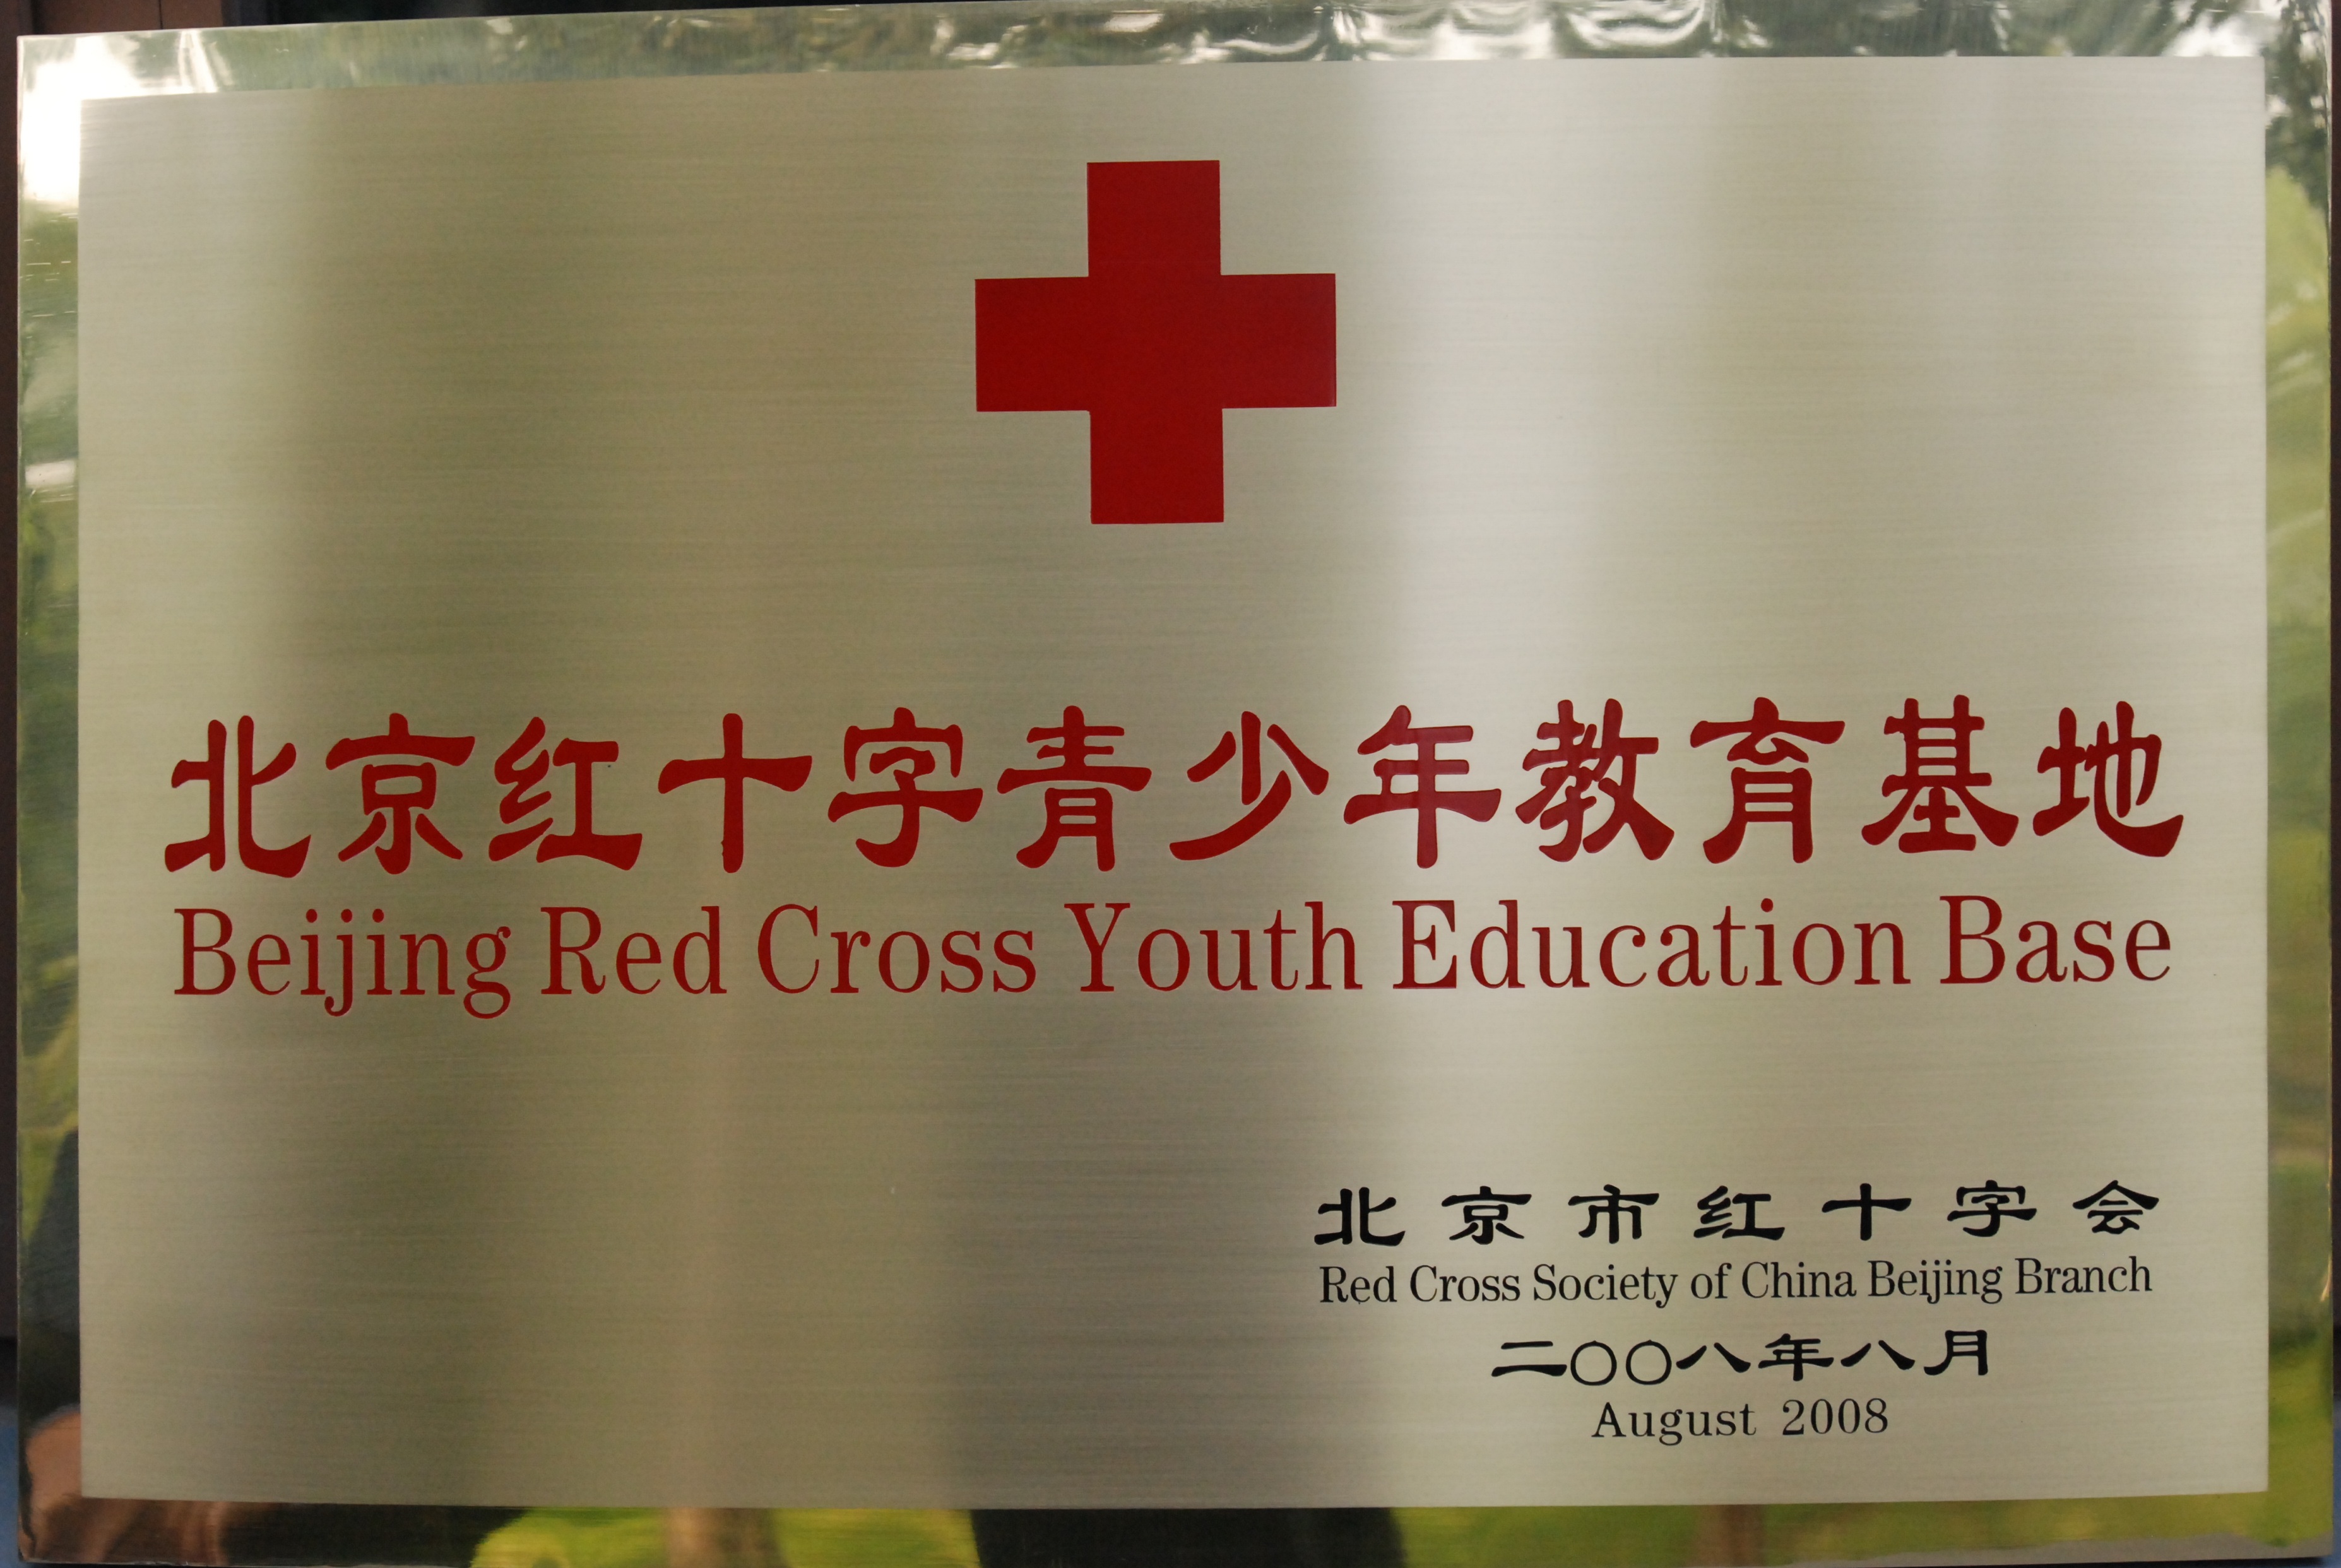 北京红十字青少年教育基地
Beijing Red Cross Youth Education Base
北京市红十字会
Red Cross Society of China Beijing Branch
二〇〇八年八月
August 2008